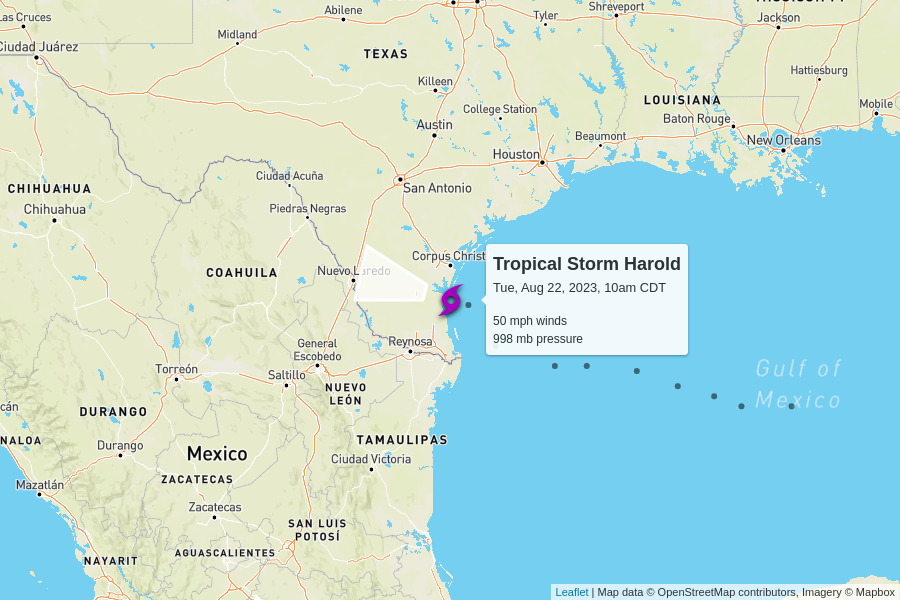 Abilene
Tyler
Shreveport
Jackson
Midland
Ciudad Juárez
TEXAS
Killeen
Hattiesburg
College Station
LOUISIANA
Mobile
Austin
Baton Rouge
Beaumont
New Orleans
Houston
Ciudad Acuña
San Antonio
CHIHUAHUA
Chihuahua
Piedras Negras
Corpus Christ
COAHUILA
Nuevo Laredo
Tropical Storm Harold
Tue, Aug 22, 2023, 10am CDT
50 mph winds
998 mb pressure
General
Escobedo
Reynosa
Torreón
Saltillo
Gulf of
Mexico
NUEVO
LEÓN
DURANGO
TAMAULIPAS
Durango
Mexico
Ciudad Victoria
ZACATECAS
Mazatlán
Zacatecas
SAN LUIS
POTOSÍ
AGUASCALIENTES
NAYARIT
Leaflet | Map data © OpenStreetMap contributors, Imagery © Mapbox